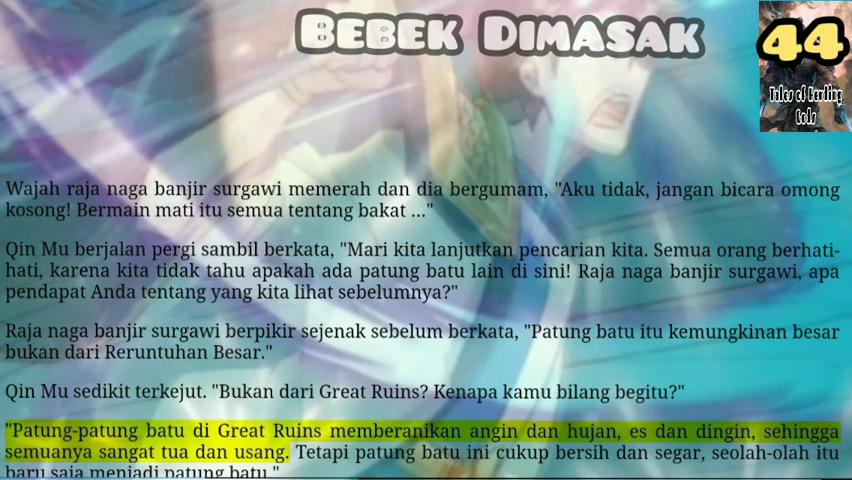 BEBEK DIMASAK
44
Tales of Herding
Gods
Wajah raja naga banjir surgawi memerah dan dia bergumam, "Aku tidak, jangan bicara omong
kosong! Bermain mati itu semua tentang bakat ..."
Qin Mu berjalan pergi sambil berkata, "Mari kita lanjutkan pencarian kita. Semua orang berhati-
hati, karena kita tidak tahu apakah ada patung batu lain di sini! Raja naga banjir surgawi, apa
pendapat Anda tentang yang kita lihat sebelumnya?"
Raja naga banjir surgawi berpikir sejenak sebelum berkata, "Patung batu itu kemungkinan besar
bukan dari Reruntuhan Besar."
Qin Mu sedikit terkejut. "Bukan dari Great Ruins? Kenapa kamu bilang begitu?"
"Patung-patung batu di Great Ruins memberanikan angin dan hujan, es dan dingin, sehingga
semuanya sangat tua dan usang. Tetapi patung batu ini cukup bersih dan segar, seolah-olah itu
baru saja menjadi patung batu."